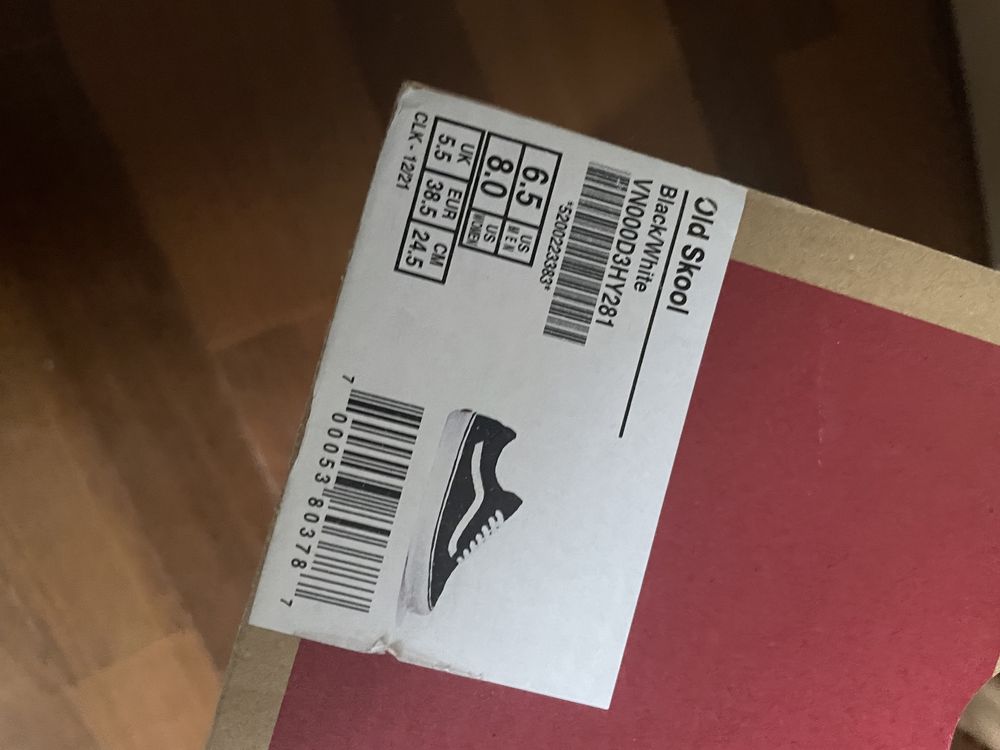 Old Skool
Black/White
VN000D3HY281
*520022383*
6.5 US MEN
8.0 US WOMEN
UK EUR CM
5.5 38.5 24.5
CLK - 12/21
7 00053 80378 7